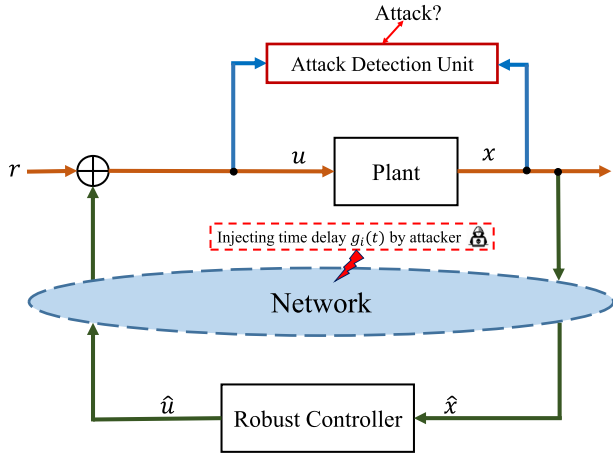 Attack?
Attack Detection Unit
r
u
Plant
x
Injecting time delay g_i(t) by attacker
Network
û
Robust Controller
x̂